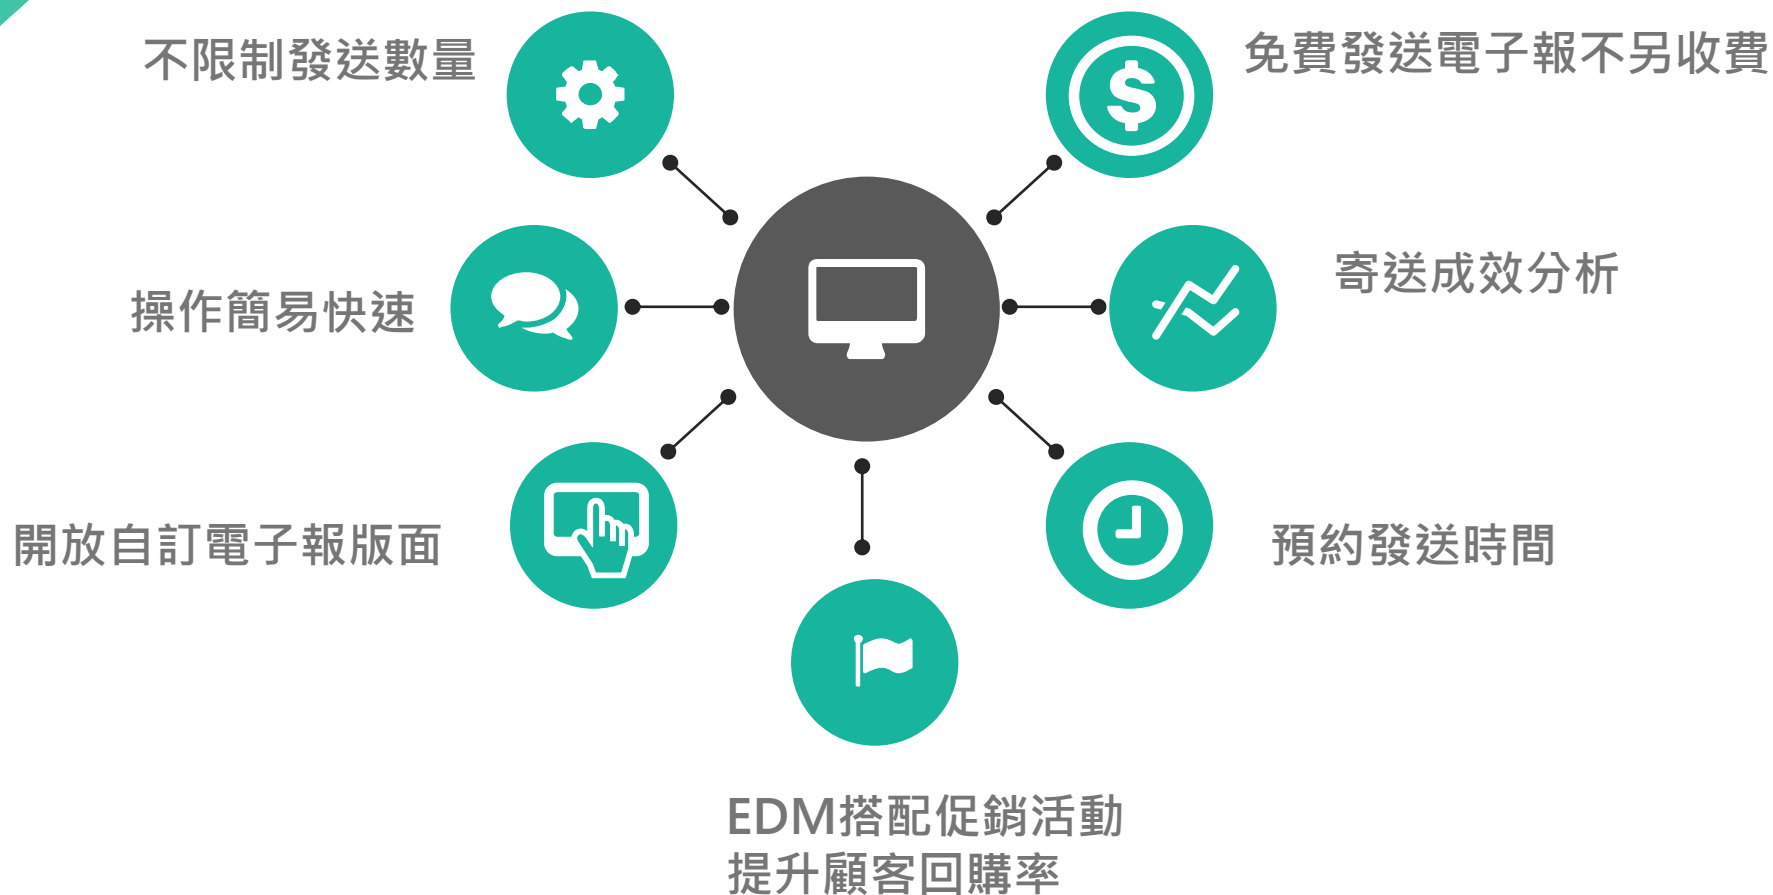 不限制發送數量
免費發送電子報不另收費
操作簡易快速
寄送成效分析
開放自訂電子報版面
預約發送時間
EDM搭配促銷活動
提升顧客回購率